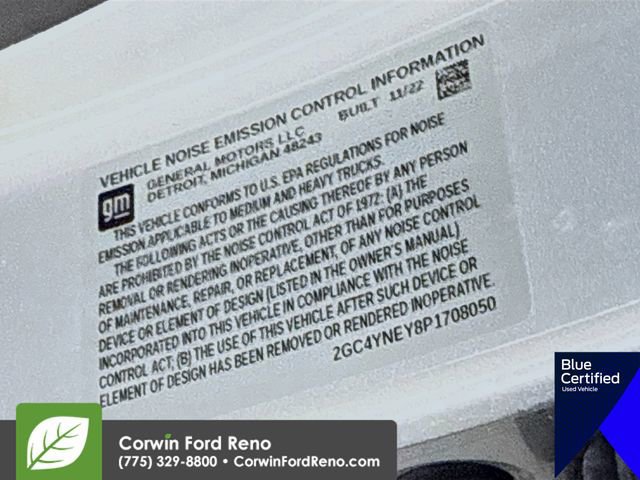 VEHICLE NOISE EMISSION CONTROL INFORMATION
gm
GENERAL MOTORS LLC
DETROIT, MICHIGAN 48243
BUILT 11/22
THIS VEHICLE CONFORMS TO U.S. EPA REGULATIONS FOR NOISE
EMISSION APPLICABLE TO MEDIUM AND HEAVY TRUCKS.
THE FOLLOWING ACTS OR THE CAUSING THEREOF BY ANY PERSON
ARE PROHIBITED BY THE NOISE CONTROL ACT OF 1972: (A) THE
REMOVAL OR RENDERING INOPERATIVE, OTHER THAN FOR PURPOSES
OF MAINTENANCE, REPAIR, OR REPLACEMENT, OF ANY NOISE CONTROL
DEVICE OR ELEMENT OF DESIGN (LISTED IN THE OWNER'S MANUAL)
INCORPORATED INTO THIS VEHICLE IN COMPLIANCE WITH THE NOISE
CONTROL ACT; (B) THE USE OF THIS VEHICLE AFTER SUCH DEVICE OR
ELEMENT OF DESIGN HAS BEEN REMOVED OR RENDERED INOPERATIVE.
2GC4YNEY8P1708050
Blue
Certified
Used Vehicle
Corwin Ford Reno
(775) 329-8800 • CorwinFordReno.com